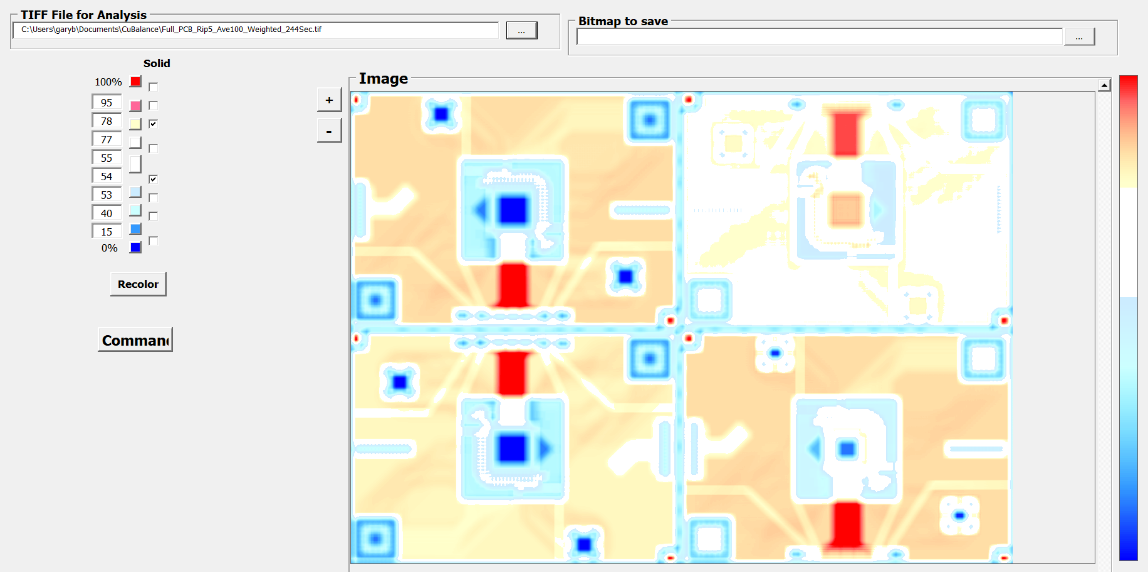 TIFF File for Analysis
C:\Users\garyb\Documents\CuBalance\Full_PCB_Rip5_Ave100_Weighted_244Sec.tif
...
Bitmap to save
...
Solid
100%
95
78
77
55
54
53
40
15
0%
Recolor
Comman
+
-
Image